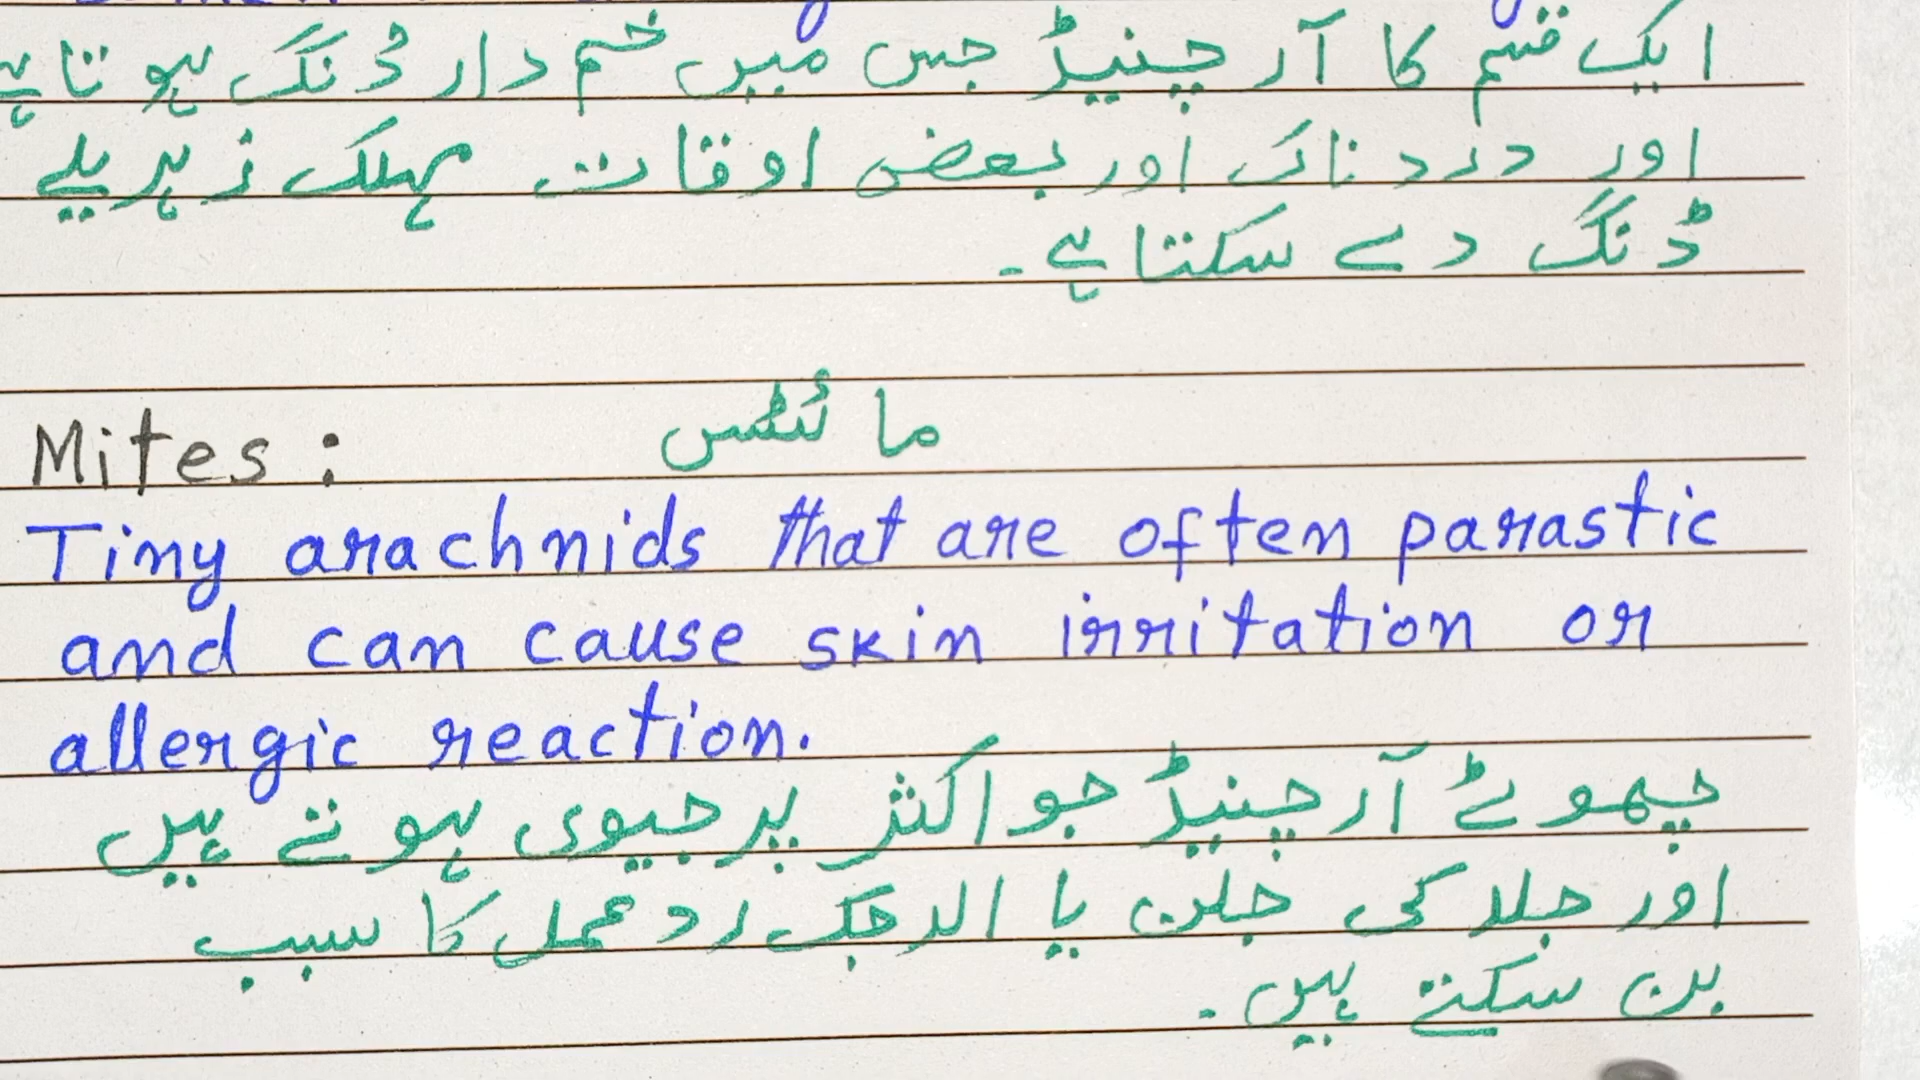 ایک قسم کا آرچنیڈ جس میں خم دار ڈنگ ہوتا ہے
اور دردناک اور بعض اوقات مہلک زہریلے
ڈنگ دے سکتا ہے۔
Mites : مائٹس
Tiny arachnids that are often parastic
and can cause skin irritation or
allergic reaction.
چھوٹے آرچنیڈ جو اکثر پرجیوی ہوتے ہیں
اور جلد کی جلن یا الرجک ردعمل کا سبب
بن سکتے ہیں۔